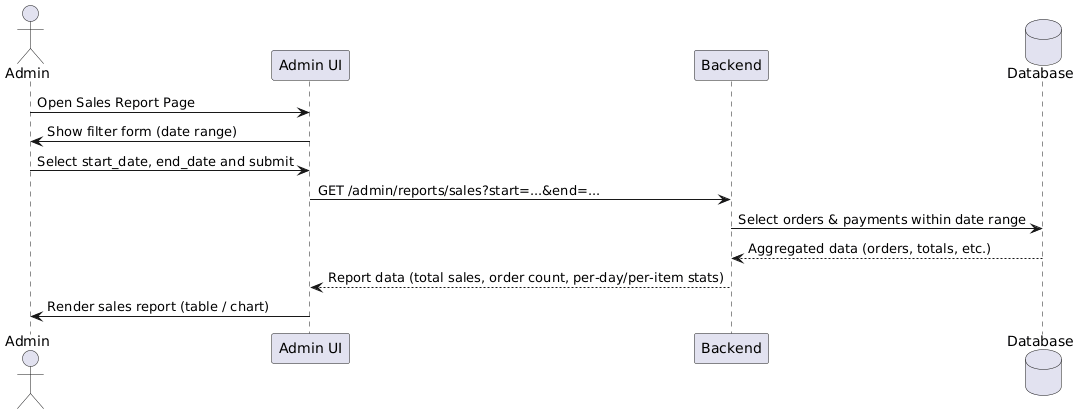 Admin
Admin UI
Backend
Database
Open Sales Report Page
Show filter form (date range)
Select start_date, end_date and submit
GET /admin/reports/sales?start=...&end=...
Select orders & payments within date range
Aggregated data (orders, totals, etc.)
Report data (total sales, order count, per-day/per-item stats)
Render sales report (table / chart)
Admin
Admin UI
Backend
Database